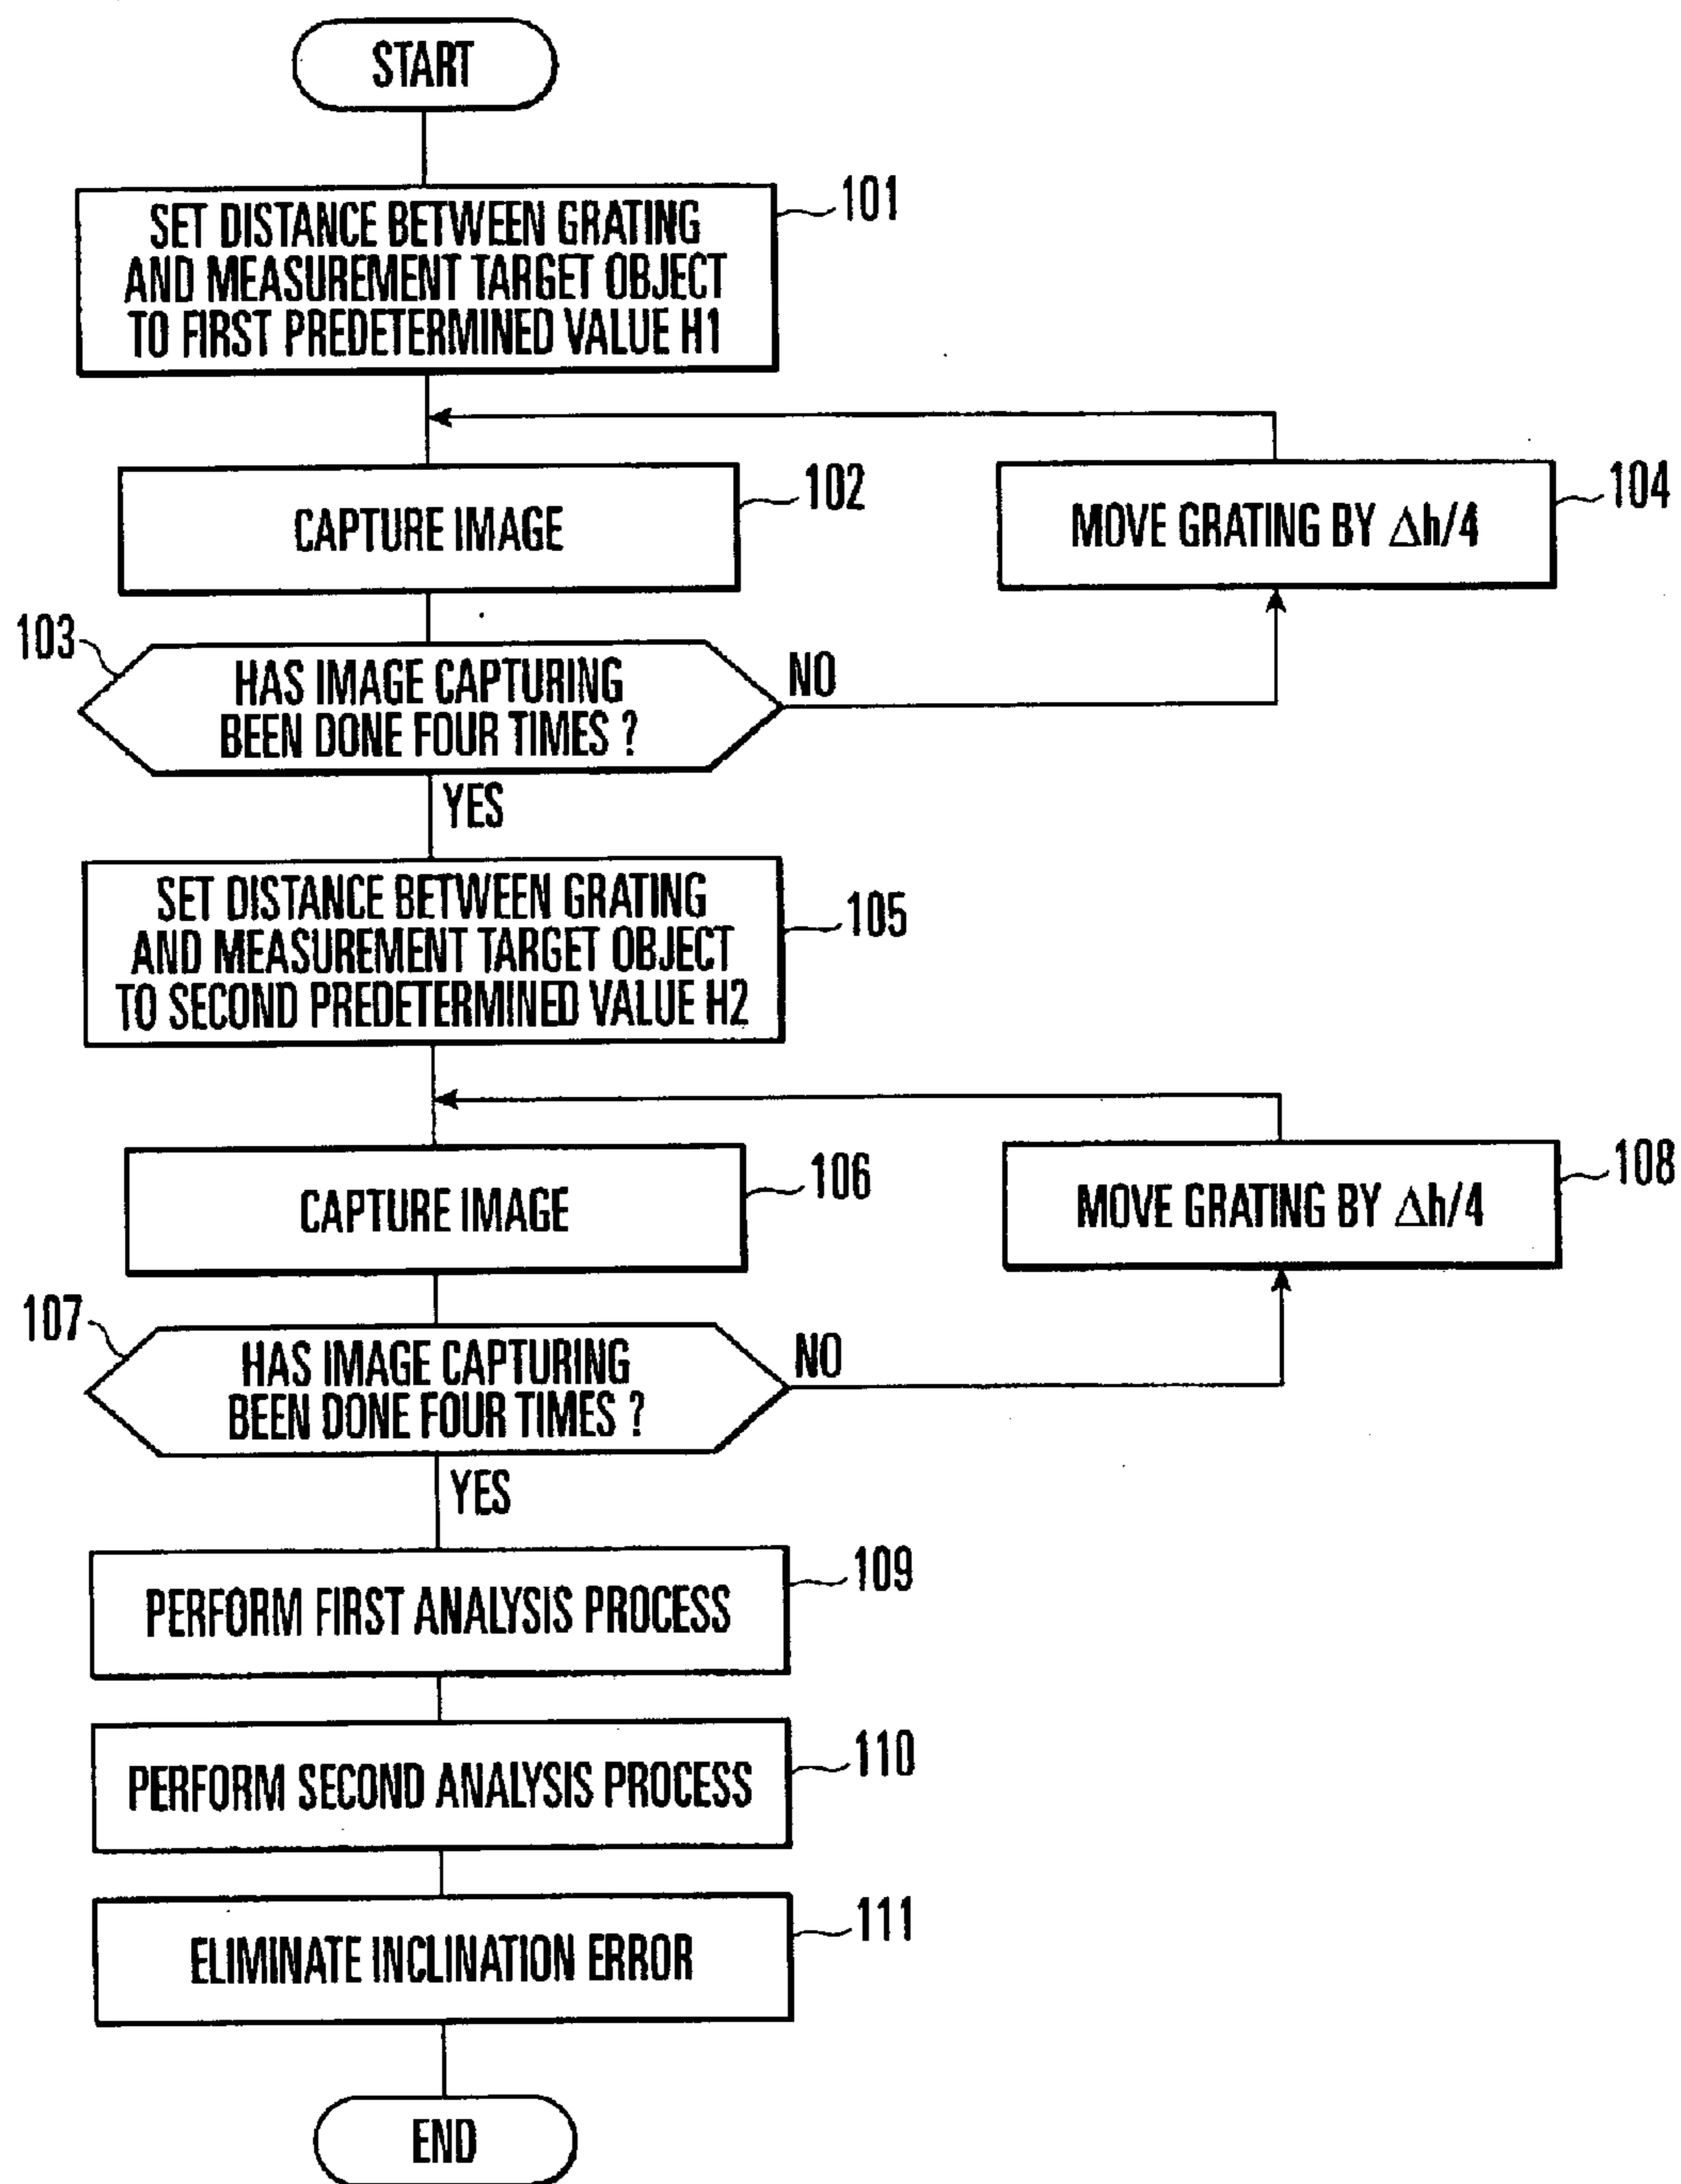 START
SET DISTANCE BETWEEN GRATING
AND MEASUREMENT TARGET OBJECT
TO FIRST PREDETERMINED VALUE H1
101
CAPTURE IMAGE
102
MOVE GRATING BY Δh/4
104
103
HAS IMAGE CAPTURING
BEEN DONE FOUR TIMES ?
NO
YES
SET DISTANCE BETWEEN GRATING
AND MEASUREMENT TARGET OBJECT
TO SECOND PREDETERMINED VALUE H2
105
CAPTURE IMAGE
106
MOVE GRATING BY Δh/4
108
107
HAS IMAGE CAPTURING
BEEN DONE FOUR TIMES ?
NO
YES
PERFORM FIRST ANALYSIS PROCESS
109
PERFORM SECOND ANALYSIS PROCESS
110
ELIMINATE INCLINATION ERROR
111
END